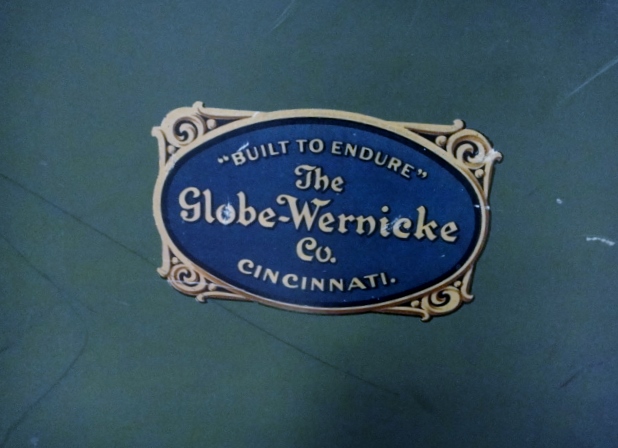 "BUILT TO ENDURE"
The
Globe-Wernicke
Co.
CINCINNATI.